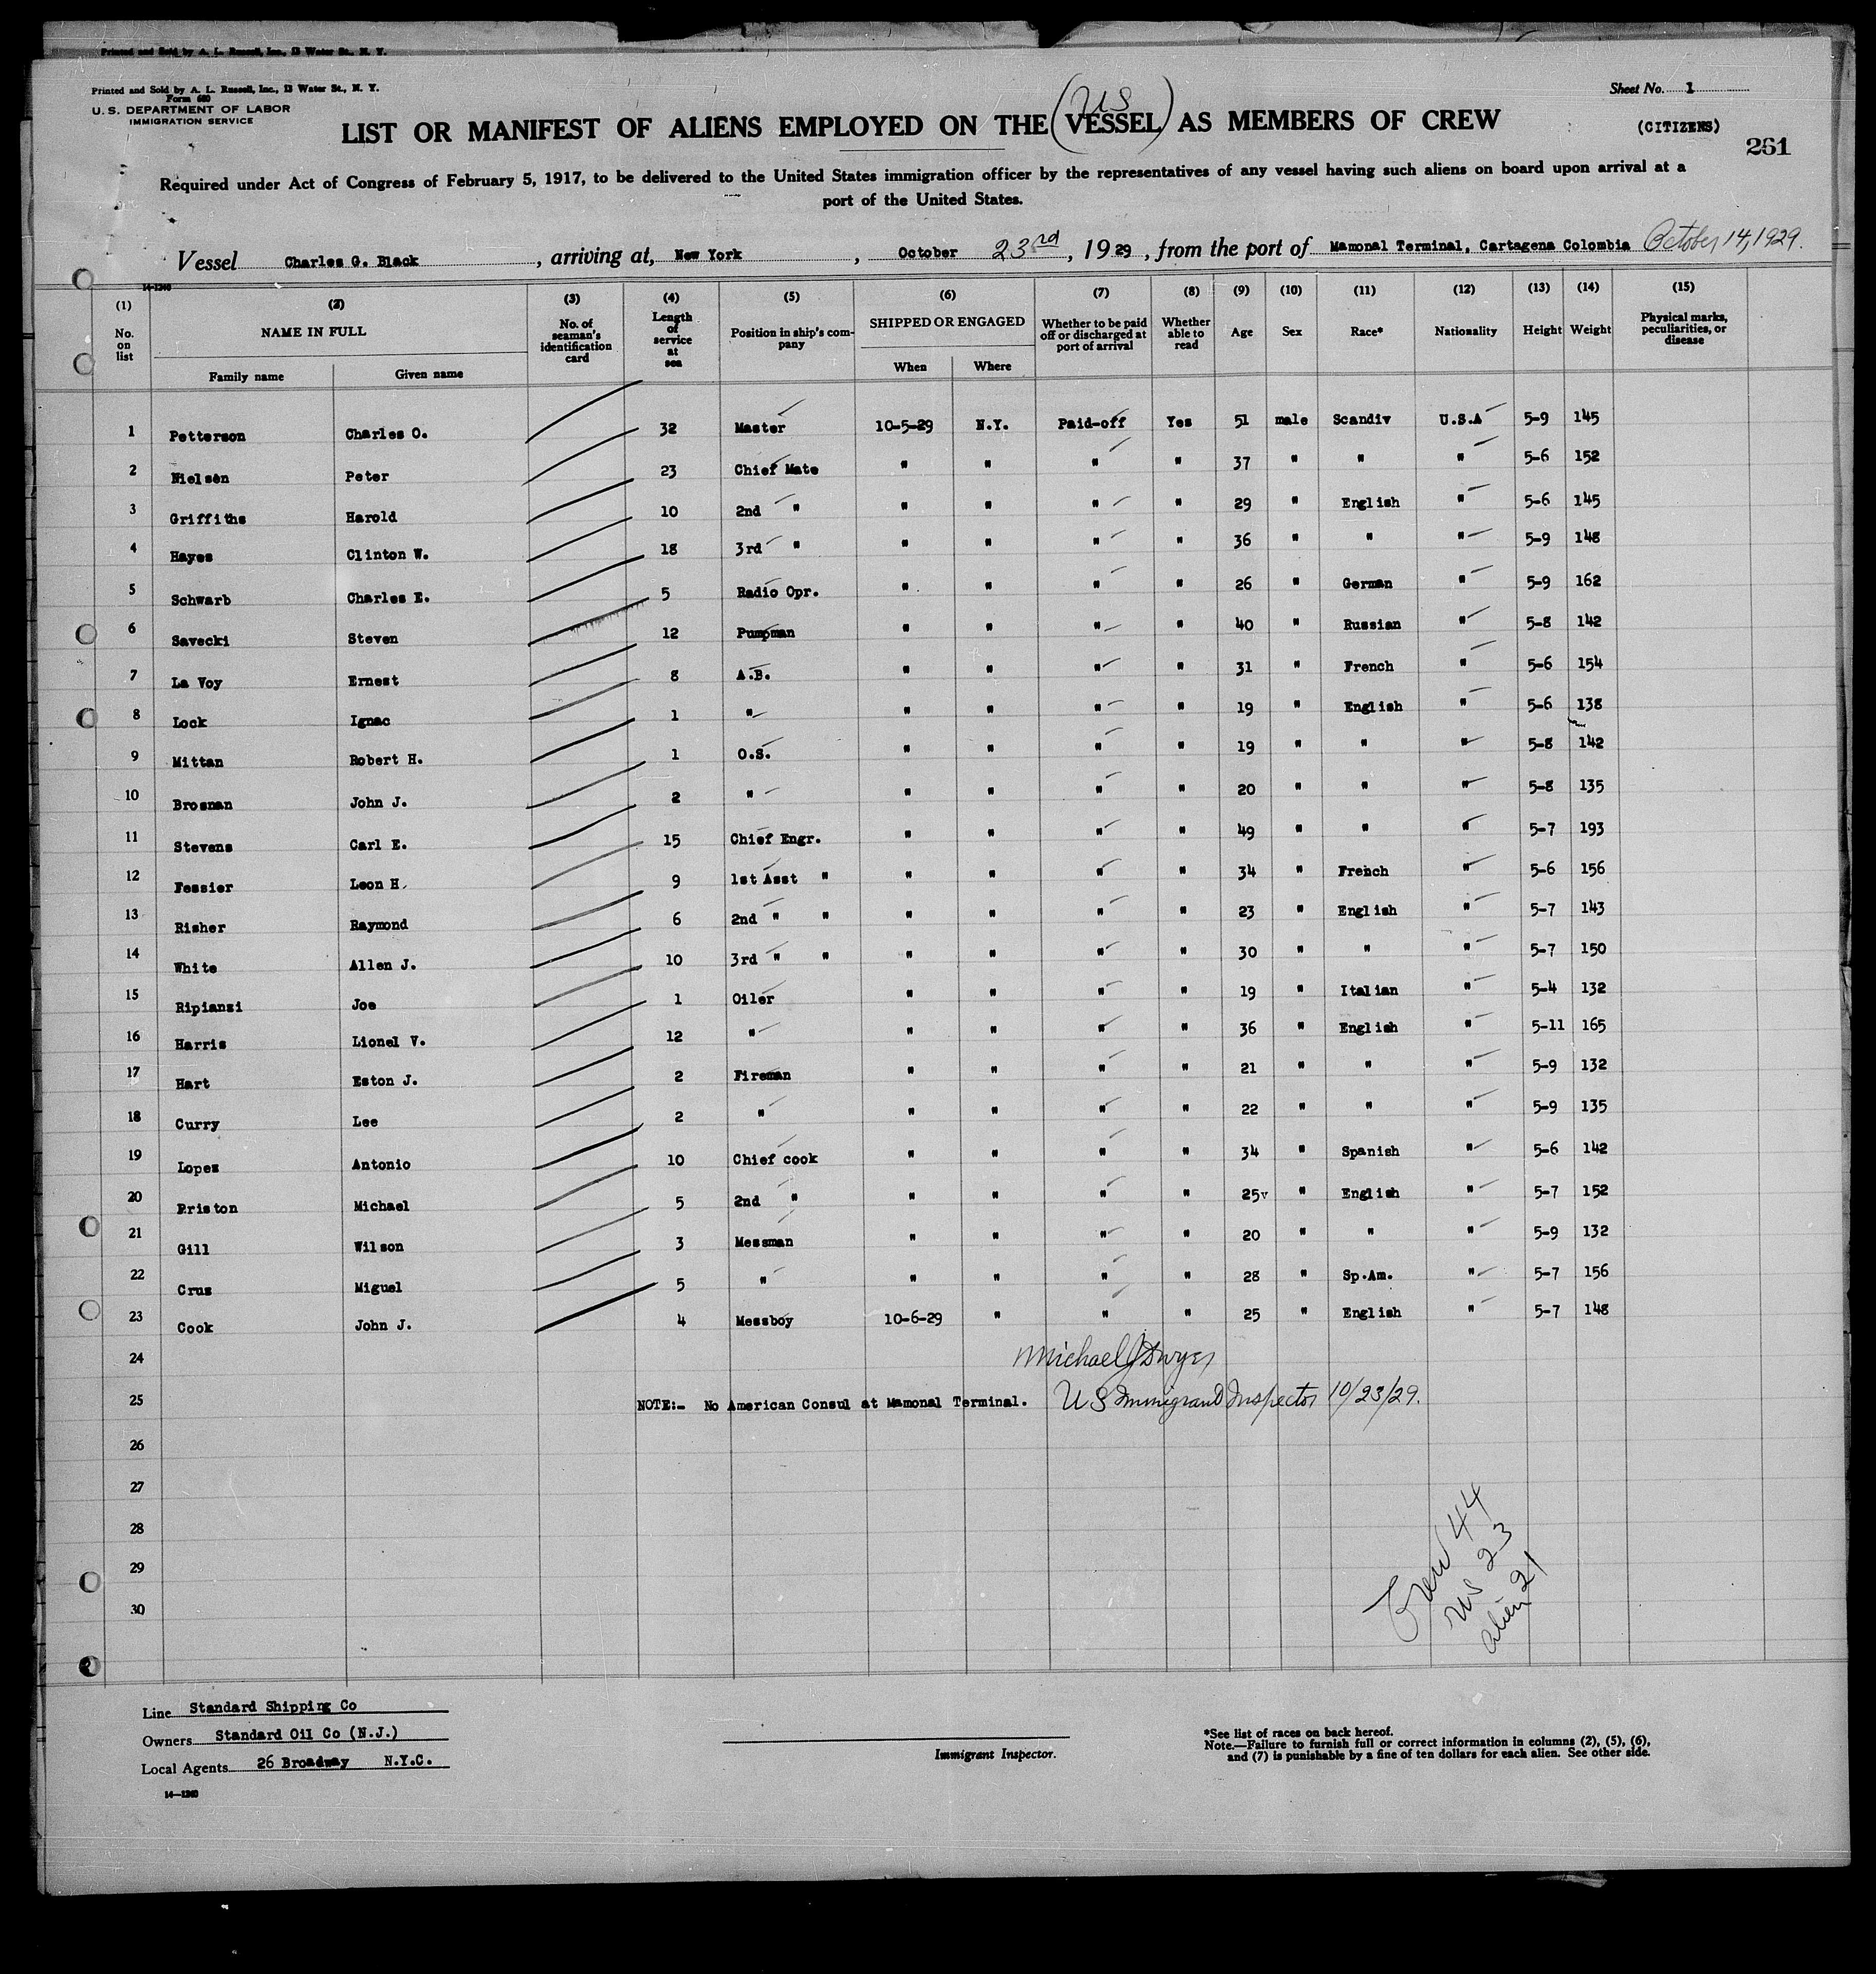 Printed and Sold by A. L. Russell, Inc., 13 Water St., N. Y.
Printed and Sold by A. L. Russell, Inc., 13 Water St., N. Y.
Form 680
U. S. DEPARTMENT OF LABOR
IMMIGRATION SERVICE
Sheet No. 1
(CITIZENS)
261
US
LIST OR MANIFEST OF ALIENS EMPLOYED ON THE (VESSEL) AS MEMBERS OF CREW
Required under Act of Congress of February 5, 1917, to be delivered to the United States immigration officer by the representatives of any vessel having such aliens on board upon arrival at a
port of the United States.
Vessel Charles G. Black, arriving at, New York, October 23rd, 1929, from the port of Mamonal Terminal, Cartagena Colombia October 14, 1929.
14-1240
(1) (2) (3) (4) (5) (6) (7) (8) (9) (10) (11) (12) (13) (14) (15)
No. on list NAME IN FULL No. of seaman's identification card Length of service at sea Position in ship's company SHIPPED OR ENGAGED Whether to be paid off or discharged at port of arrival Whether able to read Age Sex Race* Nationality Height Weight Physical marks, peculiarities, or disease
Family name Given name When Where
1 Petterson Charles O. 32 Master 10-5-29 N.Y. Paid-off Yes 51 male Scandiv U.S.A 5-9 145
2 Nielsen Peter 23 Chief Mate " " " " 37 " " " 5-6 152
3 Griffiths Harold 10 2nd " " " " " 29 " English " 5-6 145
4 Hayes Clinton W. 18 3rd " " " " " 36 " " " 5-9 148
5 Schwarb Charles E. 5 Radio Opr. " " " " 26 " German " 5-9 162
6 Savecki Steven 12 Pumpman " " " " 40 " Russian " 5-8 142
7 La Voy Ernest 8 A.B. " " " " 31 " French " 5-6 154
8 Lock Ignac 1 " " " " " 19 " English " 5-6 138
9 Mittan Robert H. 1 O.S. " " " " 19 " " " 5-8 142
10 Brosnan John J. 2 " " " " " 20 " " " 5-8 135
11 Stevens Carl E. 15 Chief Engr. " " " " 49 " " " 5-7 193
12 Fessier Leon H. 9 1st Asst " " " " " 34 " French " 5-6 156
13 Risher Raymond 6 2nd " " " " " " 23 " English " 5-7 143
14 White Allen J. 10 3rd " " " " " " 30 " " " 5-7 150
15 Ripianzi Joe 1 Oiler " " " " 19 " Italian " 5-4 132
16 Harris Lionel V. 12 " " " " " 36 " English " 5-11 165
17 Hart Eston J. 2 Fireman " " " " 21 " " " 5-9 132
18 Curry Lee 2 " " " " " 22 " " " 5-9 135
19 Lopez Antonio 10 Chief cook " " " " 34 " Spanish " 5-6 142
20 Briston Michael 5 2nd " " " " " 25v " English " 5-7 152
21 Gill Wilson 3 Messman " " " " 20 " " " 5-9 132
22 Crus Miguel 5 " " " " " 28 " Sp.Am. " 5-7 156
23 Cook John J. 4 Messboy 10-6-29 " " " 25 " English " 5-7 148
24 Michael J Dwyer
25 NOTE:- No American Consul at Mamonal Terminal. U S Immigrant Inspector 10/23/29.
26
27
28
29
30
Crew 44
US 23
alien 21
Line Standard Shipping Co
Owners Standard Oil Co (N.J.)
Local Agents 26 Broadway N.Y.C.
14—1240
Immigrant Inspector.
*See list of races on back hereof.
Note.—Failure to furnish full or correct information in columns (2), (5), (6),
and (7) is punishable by a fine of ten dollars for each alien. See other side.